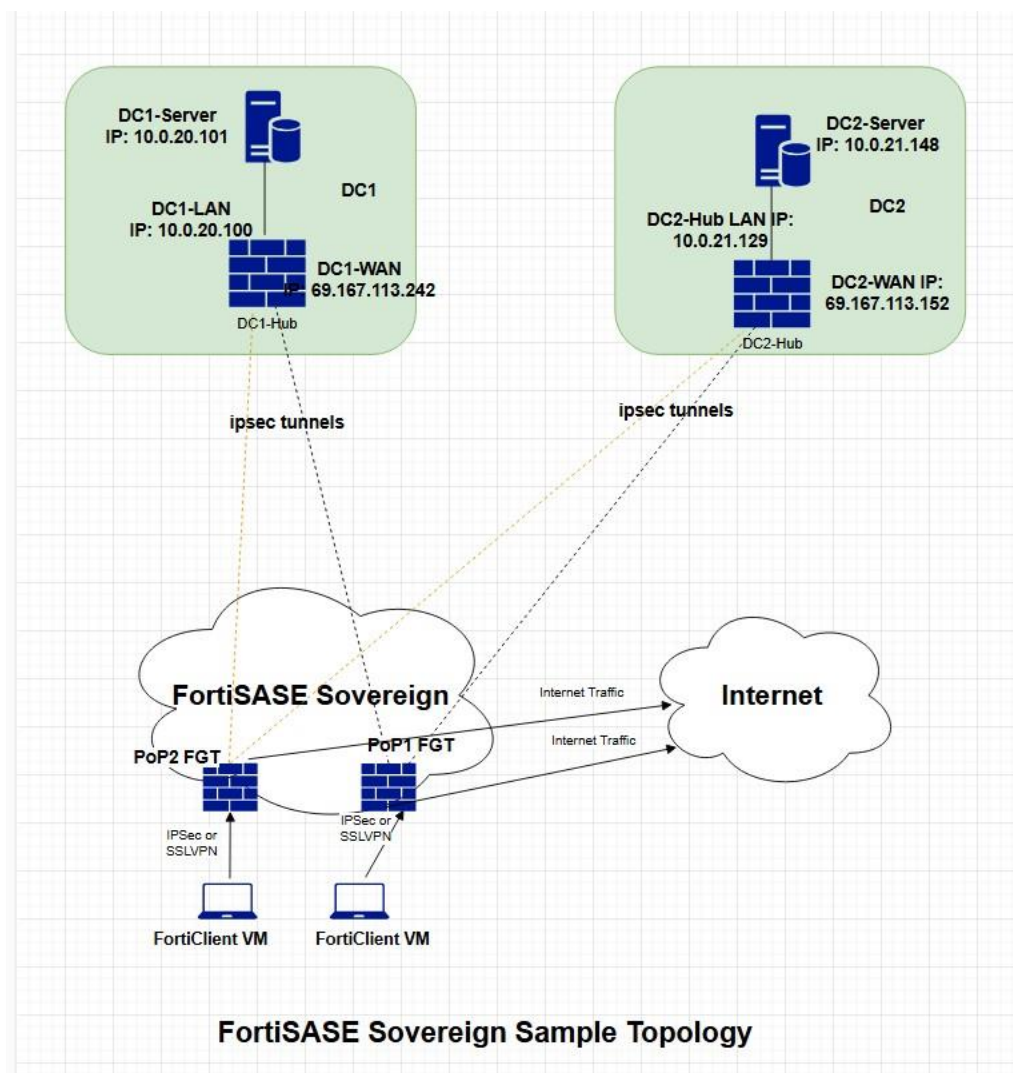 DC1-Server
IP: 10.0.20.101
DC1
DC1-LAN
IP: 10.0.20.100
DC1-WAN
IP: 69.167.113.242
DC1-Hub
DC2-Server
IP: 10.0.21.148
DC2
DC2-Hub LAN IP:
10.0.21.129
DC2-WAN IP:
69.167.113.152
DC2-Hub
ipsec tunnels
ipsec tunnels
FortiSASE Sovereign
Internet
Internet Traffic
Internet Traffic
PoP2 FGT
PoP1 FGT
IPSec or
SSLVPN
IPSec or
SSLVPN
FortiClient VM
FortiClient VM
FortiSASE Sovereign Sample Topology